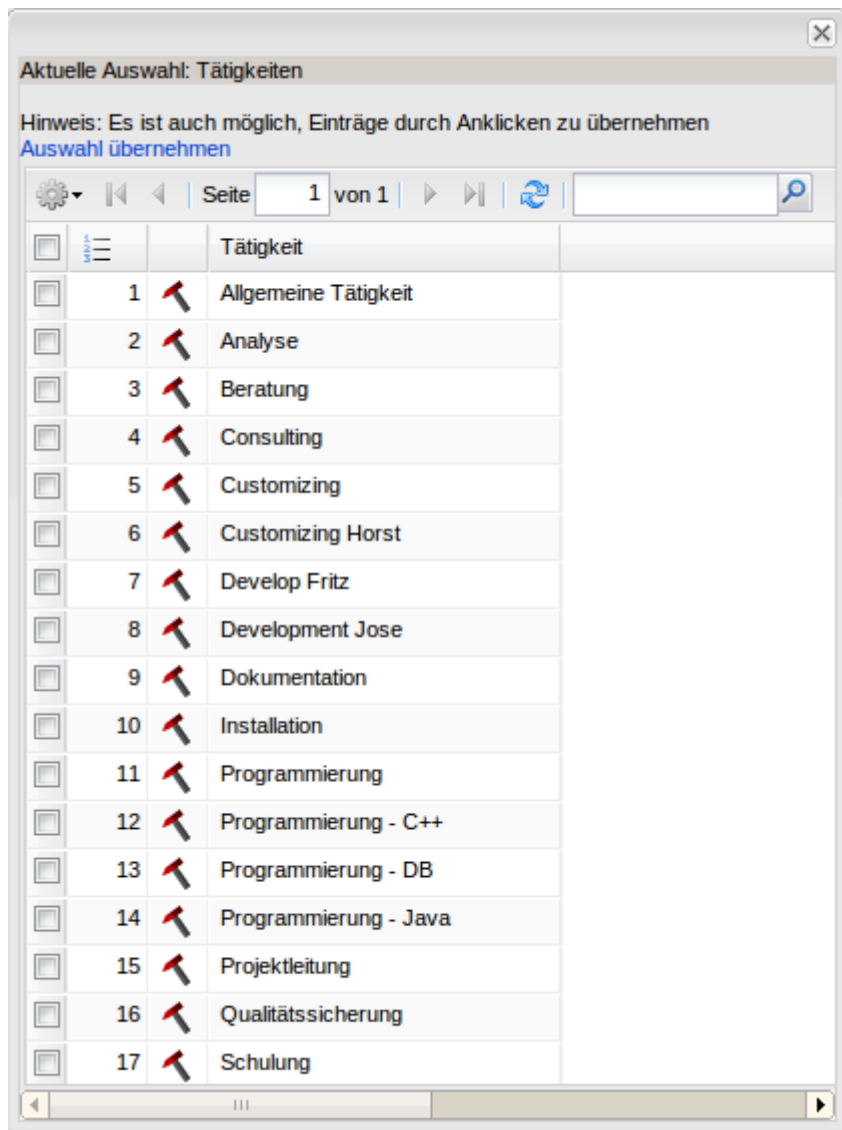 Aktuelle Auswahl: Tätigkeiten
Hinweis: Es ist auch möglich, Einträge durch Anklicken zu übernehmen
Auswahl übernehmen
Seite 1 von 1
Tätigkeit
1 Allgemeine Tätigkeit
2 Analyse
3 Beratung
4 Consulting
5 Customizing
6 Customizing Horst
7 Develop Fritz
8 Development Jose
9 Dokumentation
10 Installation
11 Programmierung
12 Programmierung - C++
13 Programmierung - DB
14 Programmierung - Java
15 Projektleitung
16 Qualitätssicherung
17 Schulung